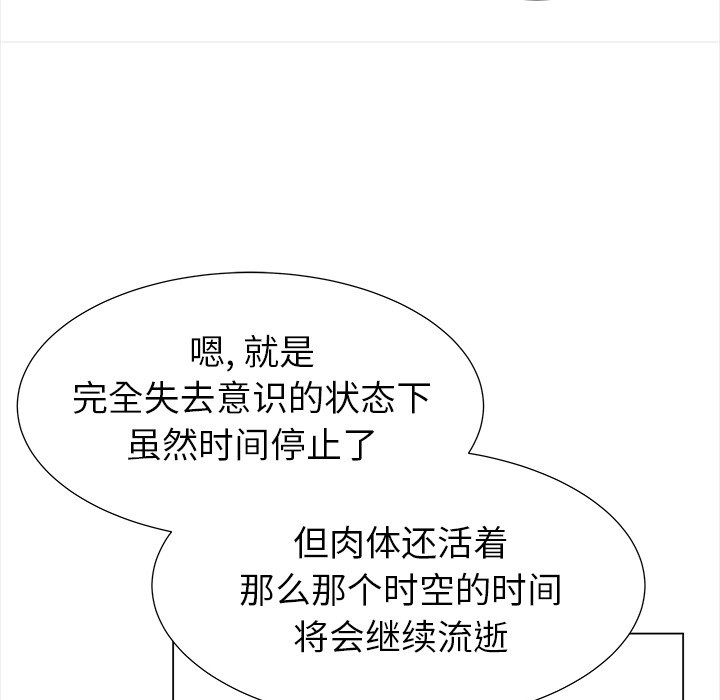 嗯, 就是
完全失去意识的状态下
虽然时间停止了
但肉体还活着
那么那个时空的时间
将会继续流逝